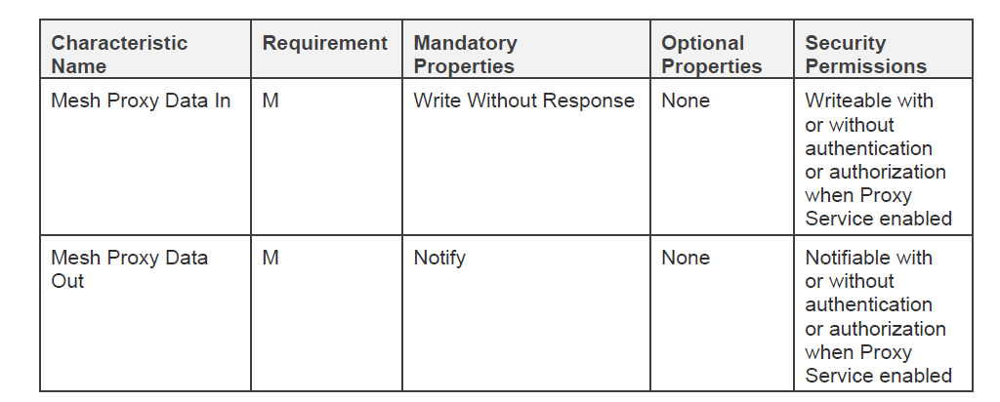 Characteristic Name
Requirement
Mandatory Properties
Optional Properties
Security Permissions
Mesh Proxy Data In
M
Write Without Response
None
Writeable with
or without
authentication
or authorization
when Proxy
Service enabled
Mesh Proxy Data
Out
M
Notify
None
Notifiable with
or without
authentication
or authorization
when Proxy
Service enabled